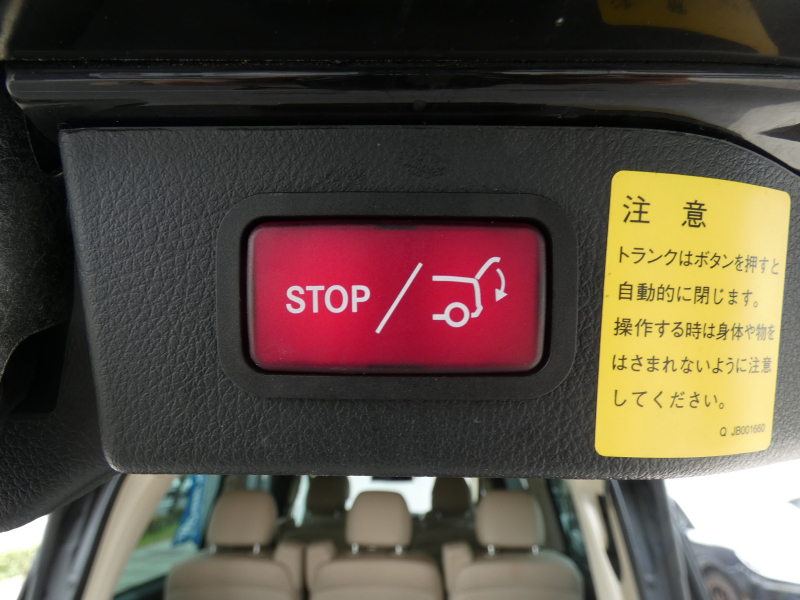 STOP
注 意
トランクはボタンを押すと
自動的に閉じます。
操作する時は身体や物を
はさまれないように注意
してください。
Q JB001660